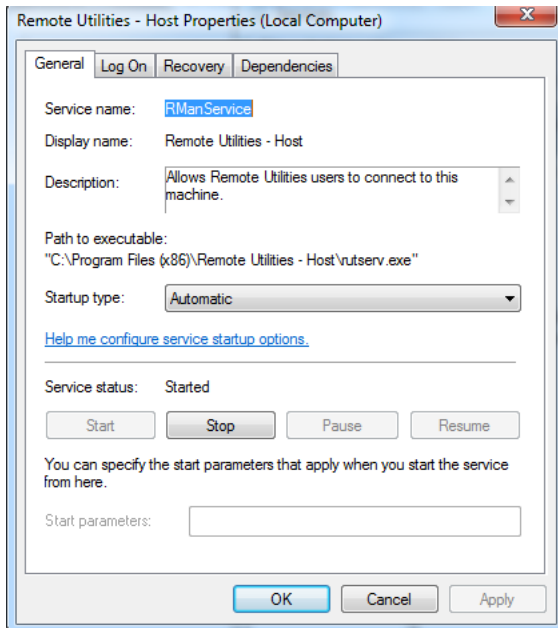 Remote Utilities - Host Properties (Local Computer)
General Log On Recovery Dependencies
Service name: RManService
Display name: Remote Utilities - Host
Description: Allows Remote Utilities users to connect to this
machine.
Path to executable:
"C:\Program Files (x86)\Remote Utilities - Host\rutserv.exe"
Startup type: Automatic
Help me configure service startup options.
Service status: Started
Start Stop Pause Resume
You can specify the start parameters that apply when you start the service
from here.
Start parameters:
OK Cancel Apply